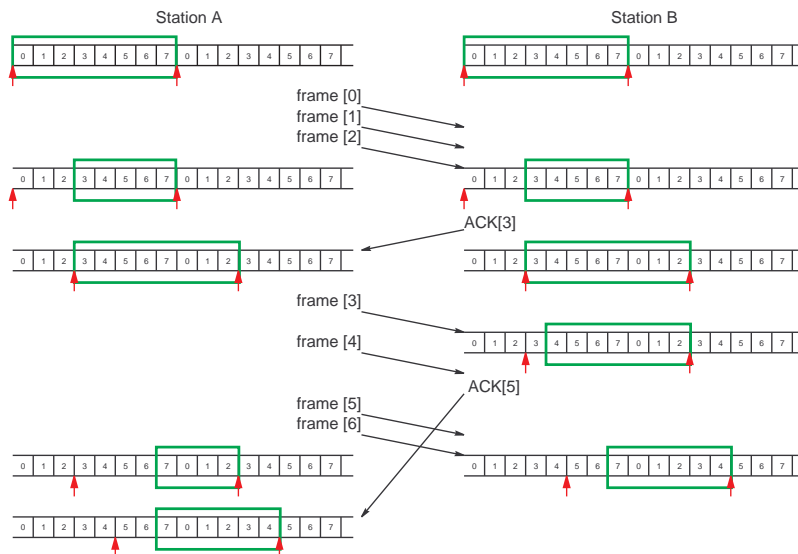 Station A Station B
0 1 2 3 4 5 6 7 0 1 2 3 4 5 6 7 0 1 2 3 4 5 6 7 0 1 2 3 4 5 6 7
frame [0]
frame [1]
frame [2]
0 1 2 3 4 5 6 7 0 1 2 3 4 5 6 7 0 1 2 3 4 5 6 7 0 1 2 3 4 5 6 7
ACK[3]
0 1 2 3 4 5 6 7 0 1 2 3 4 5 6 7 0 1 2 3 4 5 6 7 0 1 2 3 4 5 6 7
frame [3]
0 1 2 3 4 5 6 7 0 1 2 3 4 5 6 7
frame [4]
ACK[5]
frame [5]
frame [6]
0 1 2 3 4 5 6 7 0 1 2 3 4 5 6 7 0 1 2 3 4 5 6 7 0 1 2 3 4 5 6 7
0 1 2 3 4 5 6 7 0 1 2 3 4 5 6 7